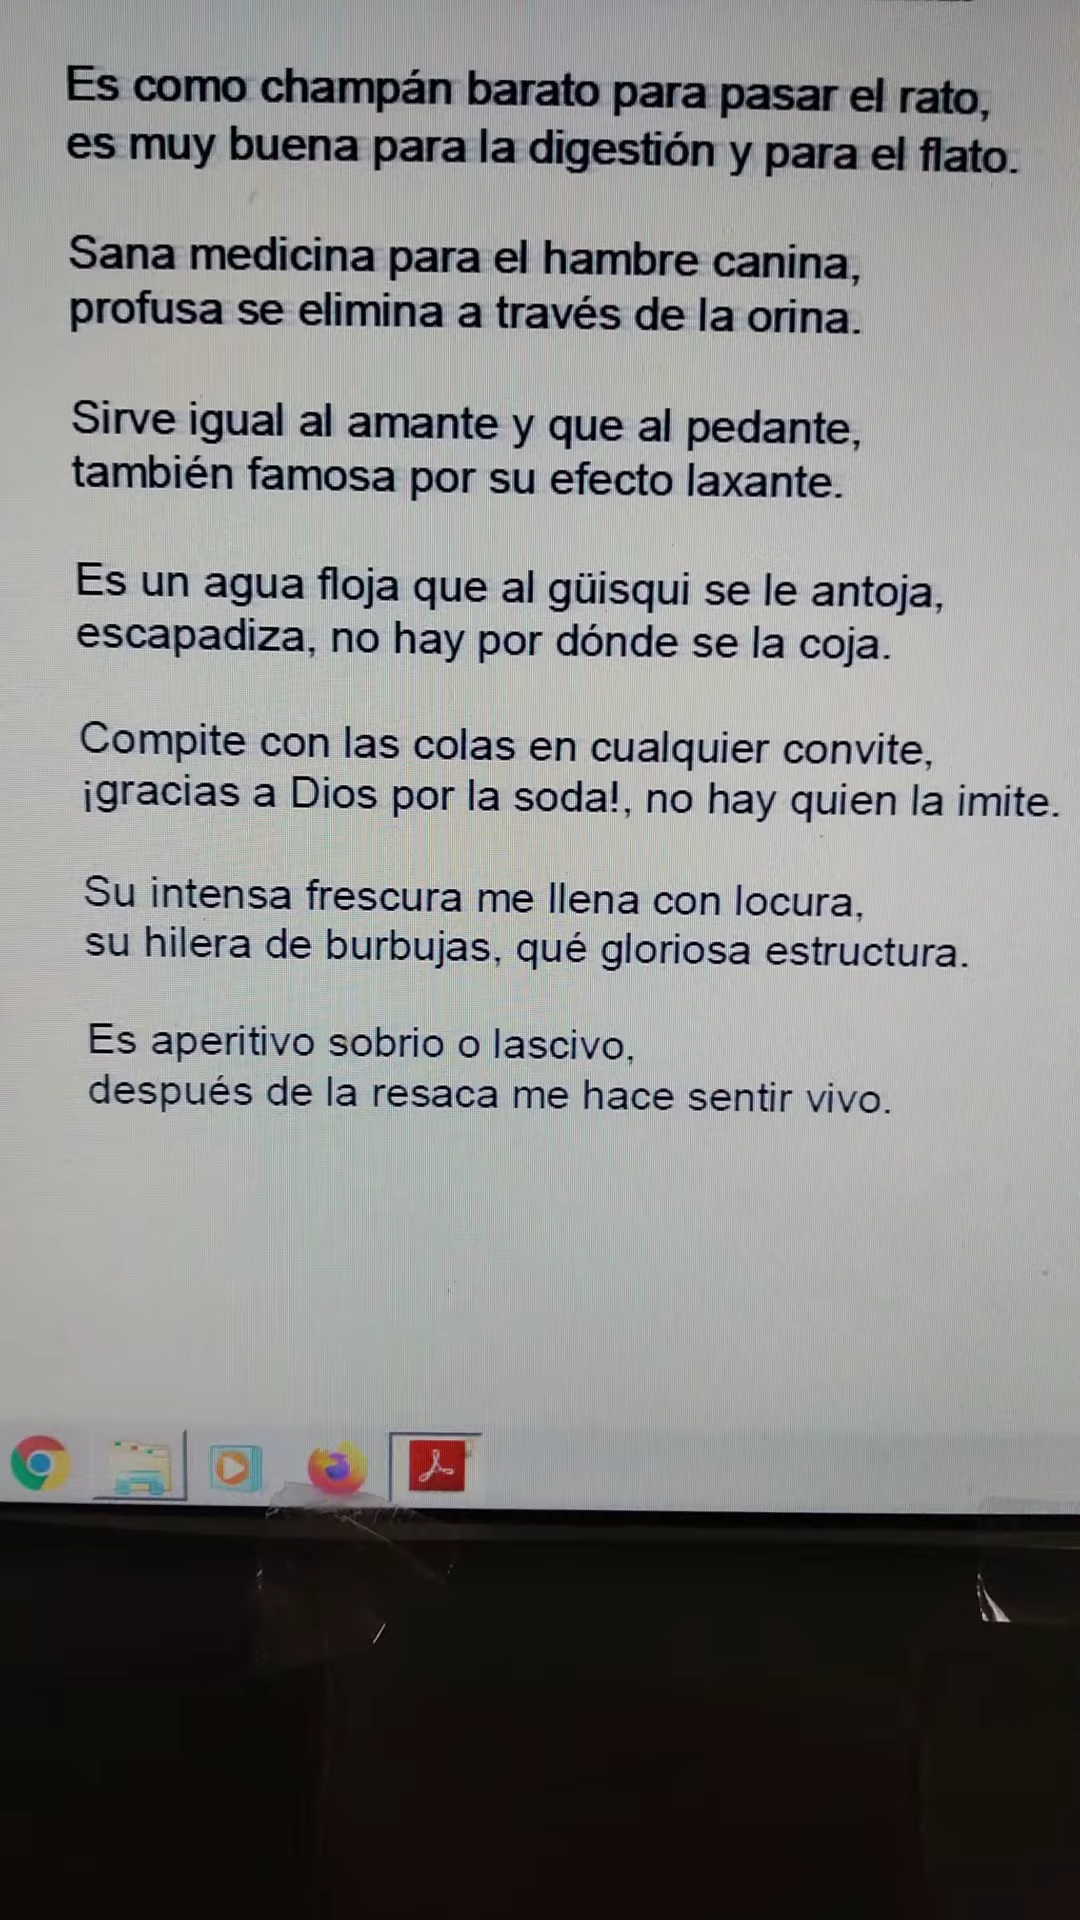 Es como champán barato para pasar el rato,
es muy buena para la digestión y para el flato.
Sana medicina para el hambre canina,
profusa se elimina a través de la orina.
Sirve igual al amante y que al pedante,
también famosa por su efecto laxante.
Es un agua floja que al güisqui se le antoja,
escapadiza, no hay por dónde se la coja.
Compite con las colas en cualquier convite,
¡gracias a Dios por la soda!, no hay quien la imite.
Su intensa frescura me llena con locura,
su hilera de burbujas, qué gloriosa estructura.
Es aperitivo sobrio o lascivo,
después de la resaca me hace sentir vivo.